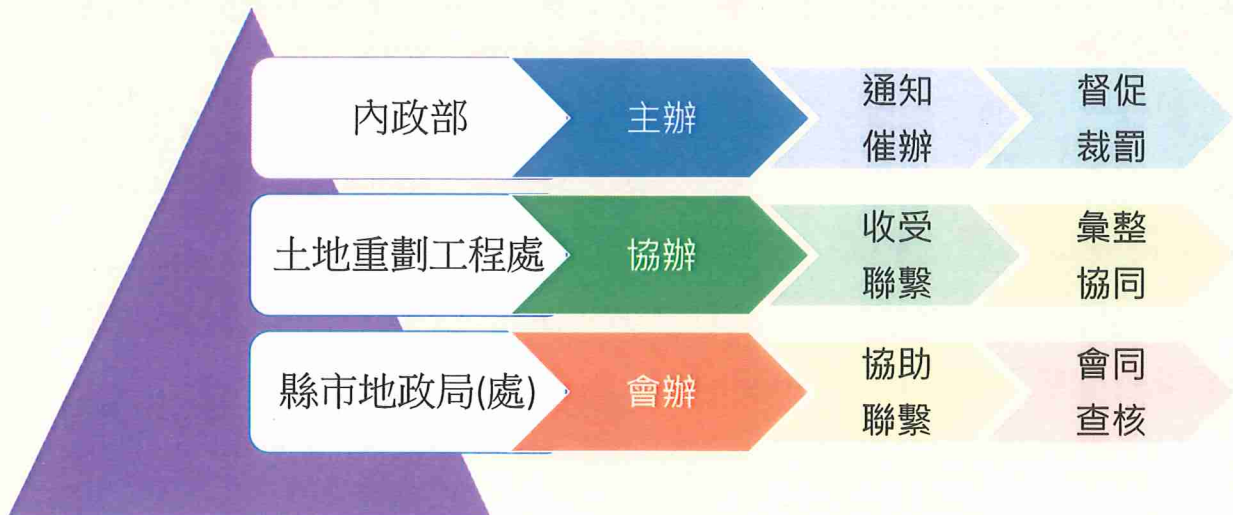 內政部
主辦
通知
催辦
督促
裁罰
土地重劃工程處
協辦
收受
聯繫
彙整
協同
縣市地政局(處)
會辦
協助
聯繫
會同
查核